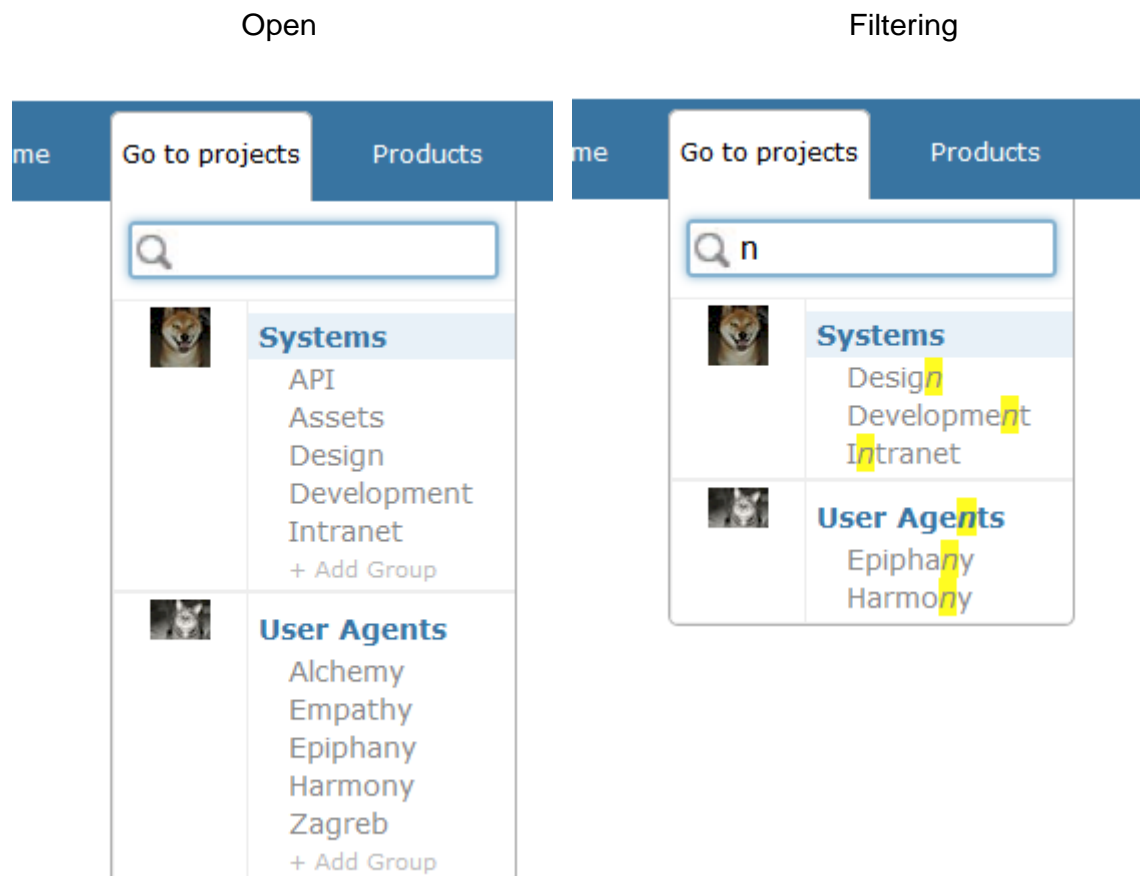 Open
me Go to projects Products
Systems
API
Assets
Design
Development
Intranet
+ Add Group
User Agents
Alchemy
Empathy
Epiphany
Harmony
Zagreb
+ Add Group
Filtering
me Go to projects Products
n
Systems
Design
Development
Intranet
User Agents
Epiphany
Harmony